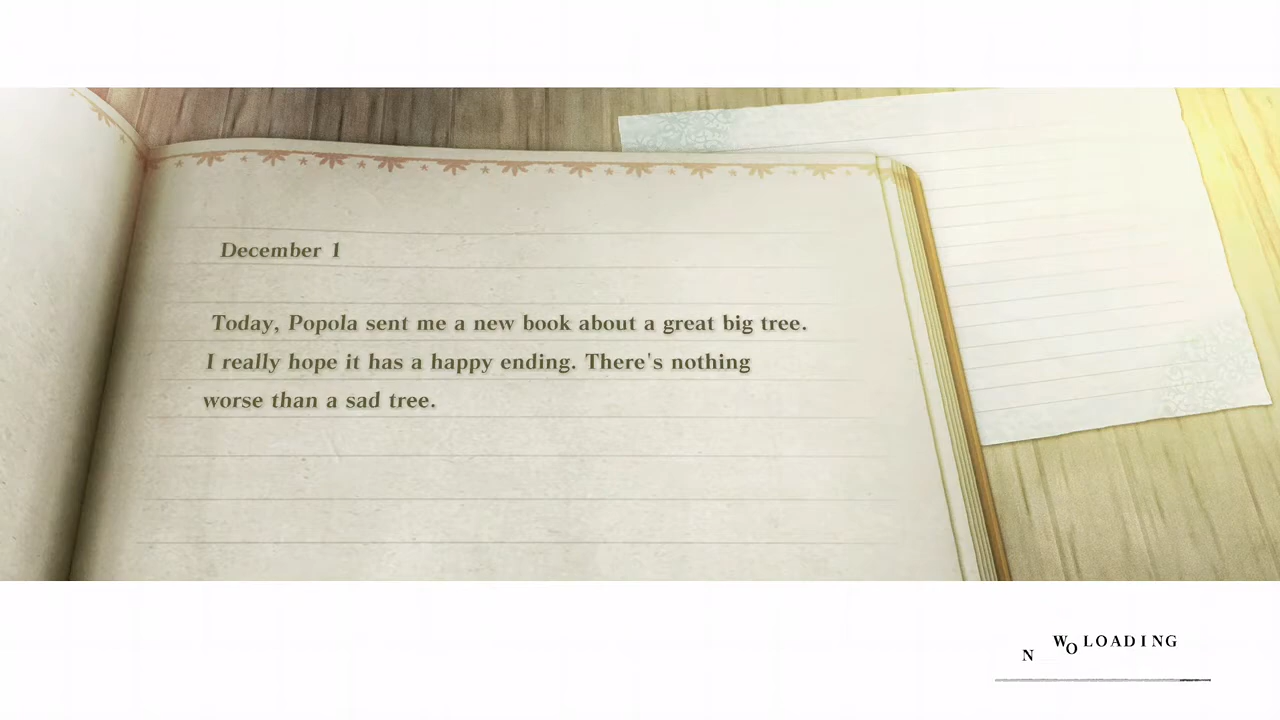 December 1
Today, Popola sent me a new book about a great big tree.
I really hope it has a happy ending. There's nothing
worse than a sad tree.
NOW LOADING